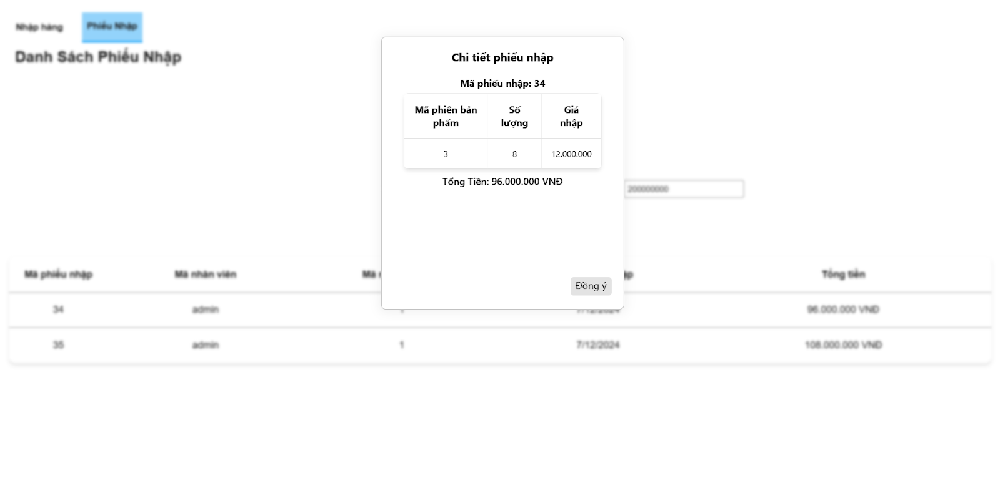 Nhập hàng Phiếu Nhập
Danh Sách Phiếu Nhập
Chi tiết phiếu nhập
Mã phiếu nhập: 34
Mã phiên bản phẩm Số lượng Giá nhập
3 8 12.000.000
Tổng Tiền: 96.000.000 VNĐ
200000000
Đồng ý
Mã phiếu nhập Mã nhân viên Mã Tổng tiền
34 admin 1 7/12/2024 96.000.000 VNĐ
35 admin 1 7/12/2024 108.000.000 VNĐ